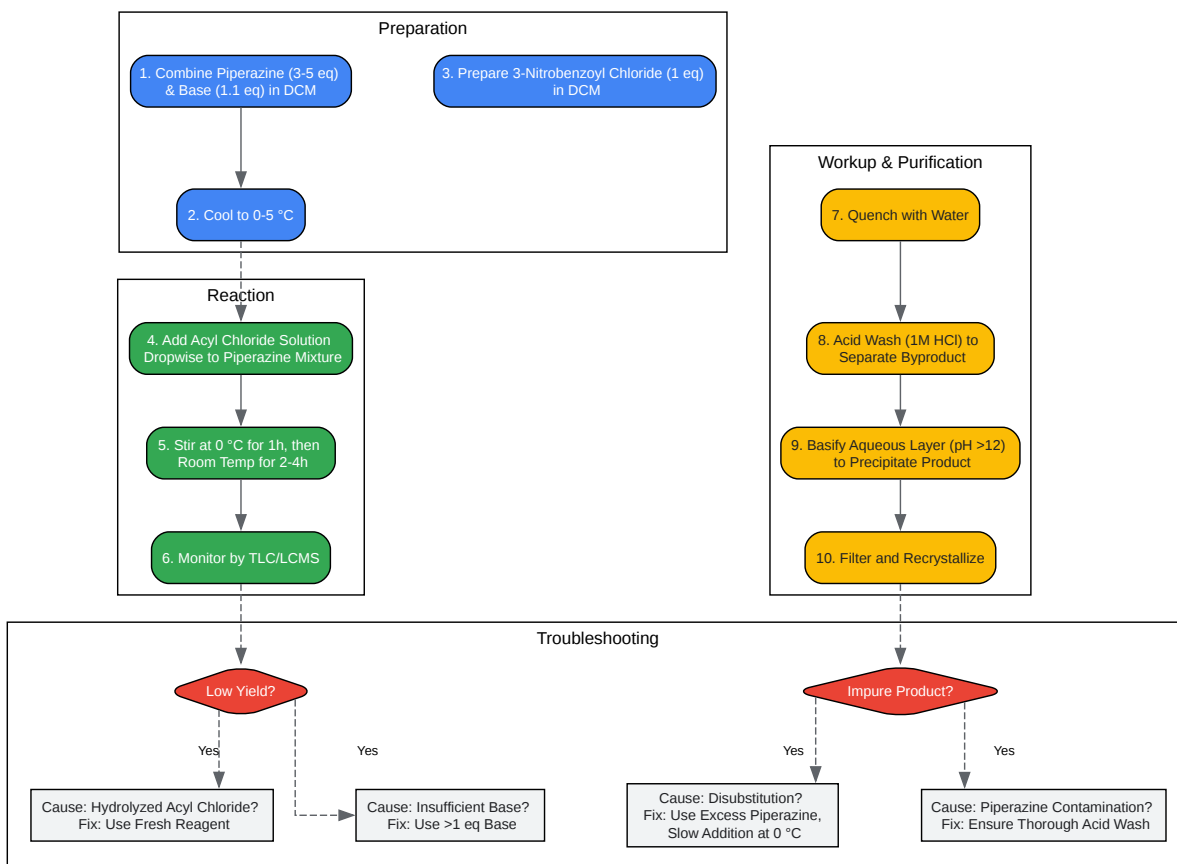 Preparation
1. Combine Piperazine (3-5 eq)
& Base (1.1 eq) in DCM
3. Prepare 3-Nitrobenzoyl Chloride (1 eq)
in DCM
2. Cool to 0-5 °C
Reaction
4. Add Acyl Chloride Solution
Dropwise to Piperazine Mixture
5. Stir at 0 °C for 1h, then
Room Temp for 2-4h
6. Monitor by TLC/LCMS
Workup & Purification
7. Quench with Water
8. Acid Wash (1M HCl) to
Separate Byproduct
9. Basify Aqueous Layer (pH >12)
to Precipitate Product
10. Filter and Recrystallize
Troubleshooting
Low Yield?
Yes
Yes
Cause: Hydrolyzed Acyl Chloride?
Fix: Use Fresh Reagent
Cause: Insufficient Base?
Fix: Use >1 eq Base
Impure Product?
Yes
Yes
Cause: Disubstitution?
Fix: Use Excess Piperazine,
Slow Addition at 0 °C
Cause: Piperazine Contamination?
Fix: Ensure Thorough Acid Wash